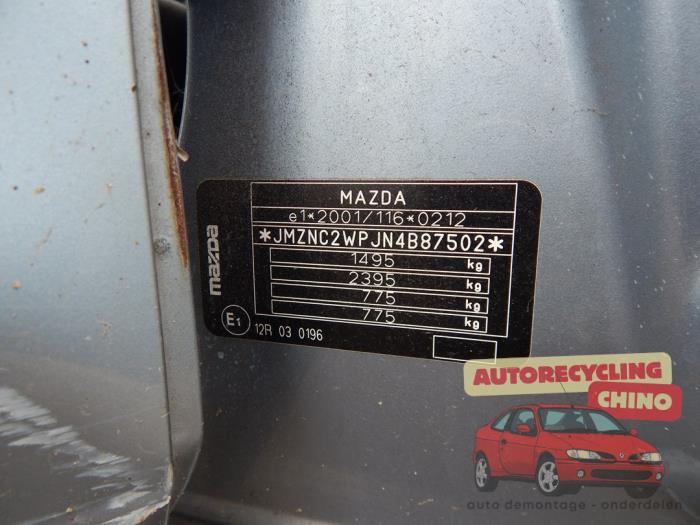 MAZDA
e1*2001/116*0212
*JMZNC2WPJN4B87502*
1495 kg
2395 kg
775 kg
775 kg
mazda
E1
12R 03 0196
AUTORECYCLING
CHINO
auto demontage - onderdelen